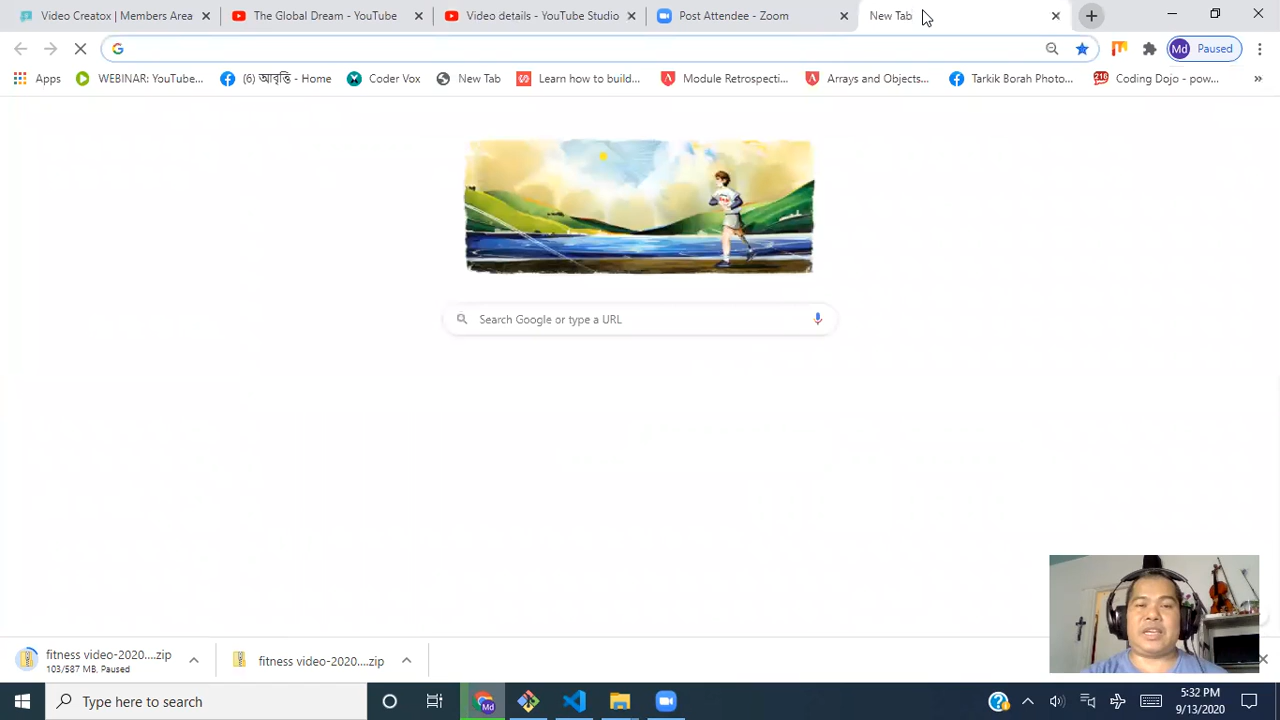 Video Creatox | Members Area
The Global Dream - YouTube
Video details - YouTube Studio
Post Attendee - Zoom
New Tab
Md Paused
Apps
WEBINAR: YouTube...
(6) আবৃত্তি - Home
Coder Vox
New Tab
Learn how to build...
Module Retrospecti...
Arrays and Objects...
Tarkik Borah Photo...
216
Coding Dojo - pow...
»
Search Google or type a URL
fitness video-2020....zip
103/587 MB, Paused
fitness video-2020....zip
Type here to search
Md
5:32 PM
9/13/2020